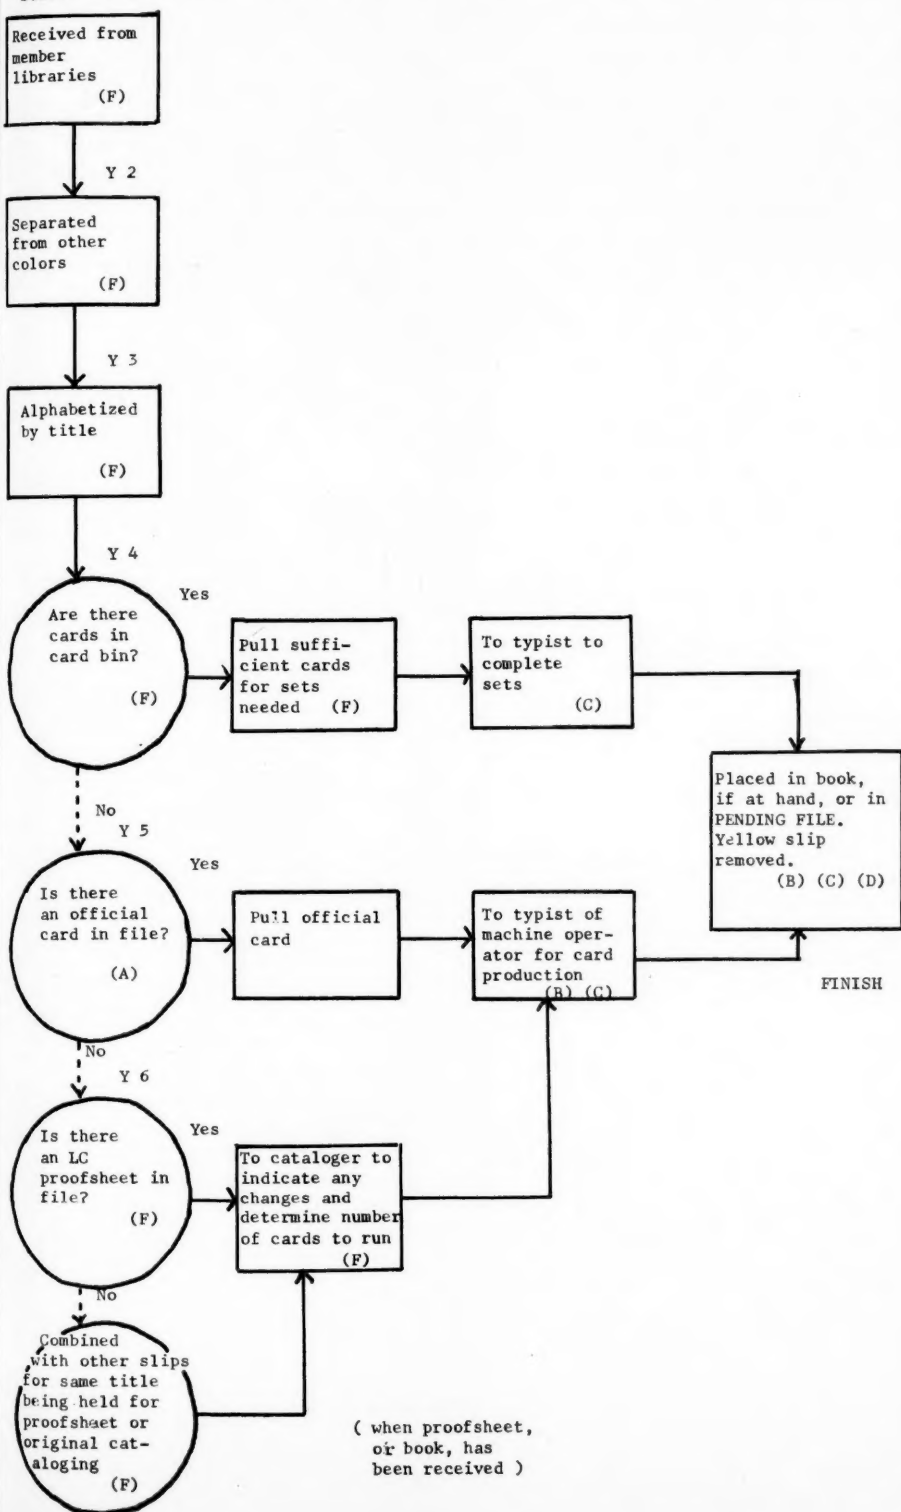 Received from
member
libraries
(F)
Y 2
Separated
from other
colors
(F)
Y 3
Alphabetized
by title
(F)
Y 4
Are there
cards in
card bin?
(F)
Yes
Pull suffi-
cient cards
for sets
needed (F)
To typist to
complete
sets
(C)
Placed in book,
if at hand, or in
PENDING FILE.
Yellow slip
removed.
(B) (C) (D)
FINISH
No
Y 5
Is there
an official
card in file?
(A)
Yes
Pull official
card
To typist of
machine oper-
ator for card
production
(B) (C)
No
Y 6
Is there
an LC
proofsheet in
file?
(F)
Yes
To cataloger to
indicate any
changes and
determine number
of cards to run
(F)
No
Combined
with other slips
for same title
being held for
proofsheet or
original cat-
aloging
(F)
( when proofsheet,
or book, has
been received )